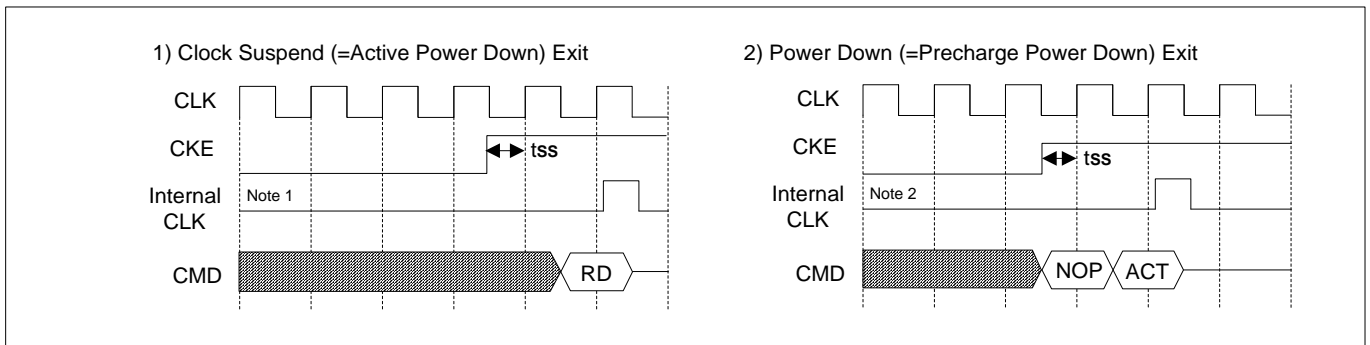 1) Clock Suspend (=Active Power Down) Exit
CLK
CKE
tss
Internal
CLK
Note 1
CMD
RD
2) Power Down (=Precharge Power Down) Exit
CLK
CKE
tss
Internal
CLK
Note 2
CMD
NOP
ACT